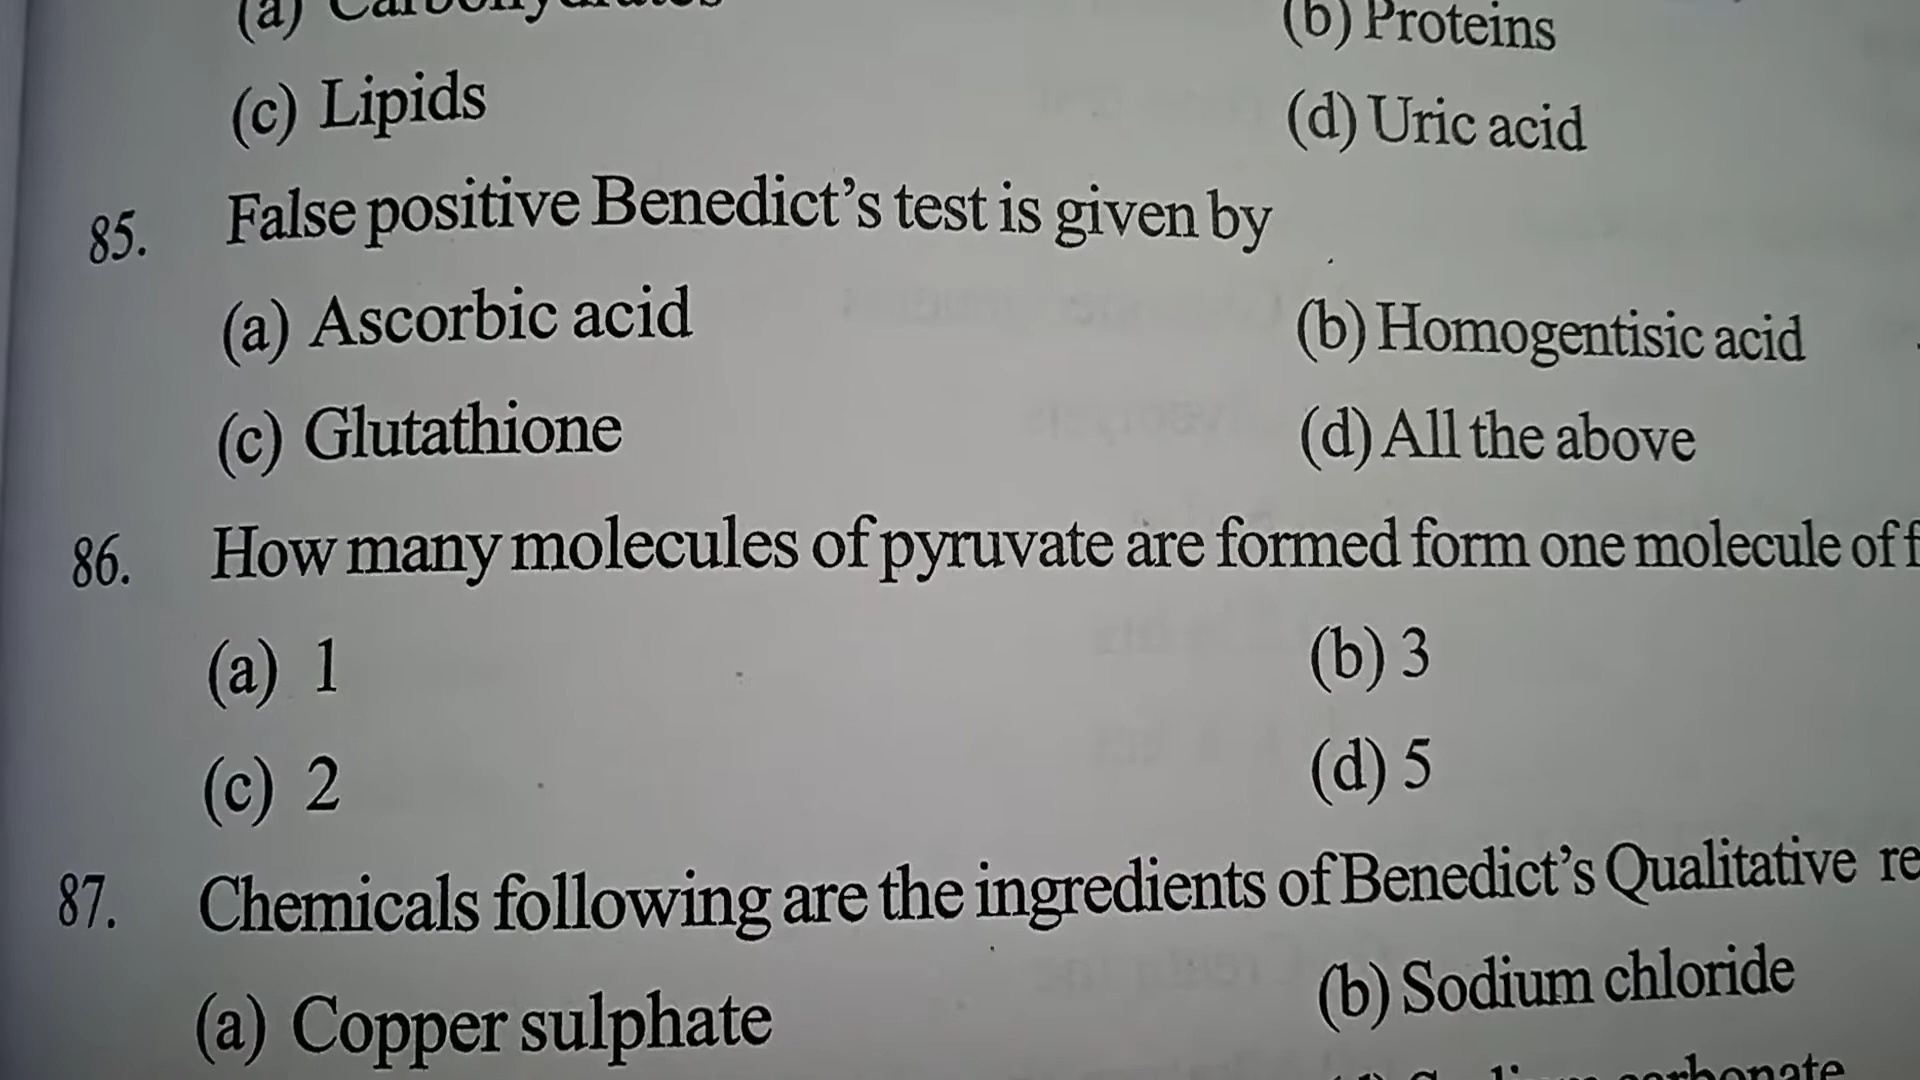 (a) Carbohydrates (b) Proteins
(c) Lipids (d) Uric acid
85. False positive Benedict's test is given by
(a) Ascorbic acid (b) Homogentisic acid
(c) Glutathione (d) All the above
86. How many molecules of pyruvate are formed form one molecule of
(a) 1 (b) 3
(c) 2 (d) 5
87. Chemicals following are the ingredients of Benedict's Qualitative
(a) Copper sulphate (b) Sodium chloride
carbonate